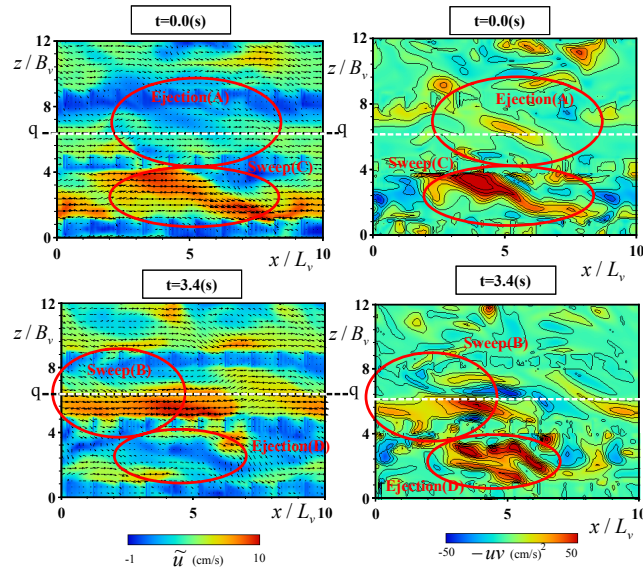 t=0.0(s)
t=0.0(s)
12
z / B_v
8
q
4
0
Ejection(A)
Sweep(C)
0
5
10
x / L_v
12
z / B_v
8
4
0
Ejection(A)
Sweep(C)
0
5
10
x / L_v
t=3.4(s)
t=3.4(s)
12
z / B_v
8
q
4
0
Sweep(B)
Ejection(D)
0
5
10
x / L_v
12
z / B_v
8
q
4
0
Sweep(B)
Ejection(D)
0
5
10
x / L_v
-1 ũ (cm/s) 10
-50 −uv (cm/s)² 50